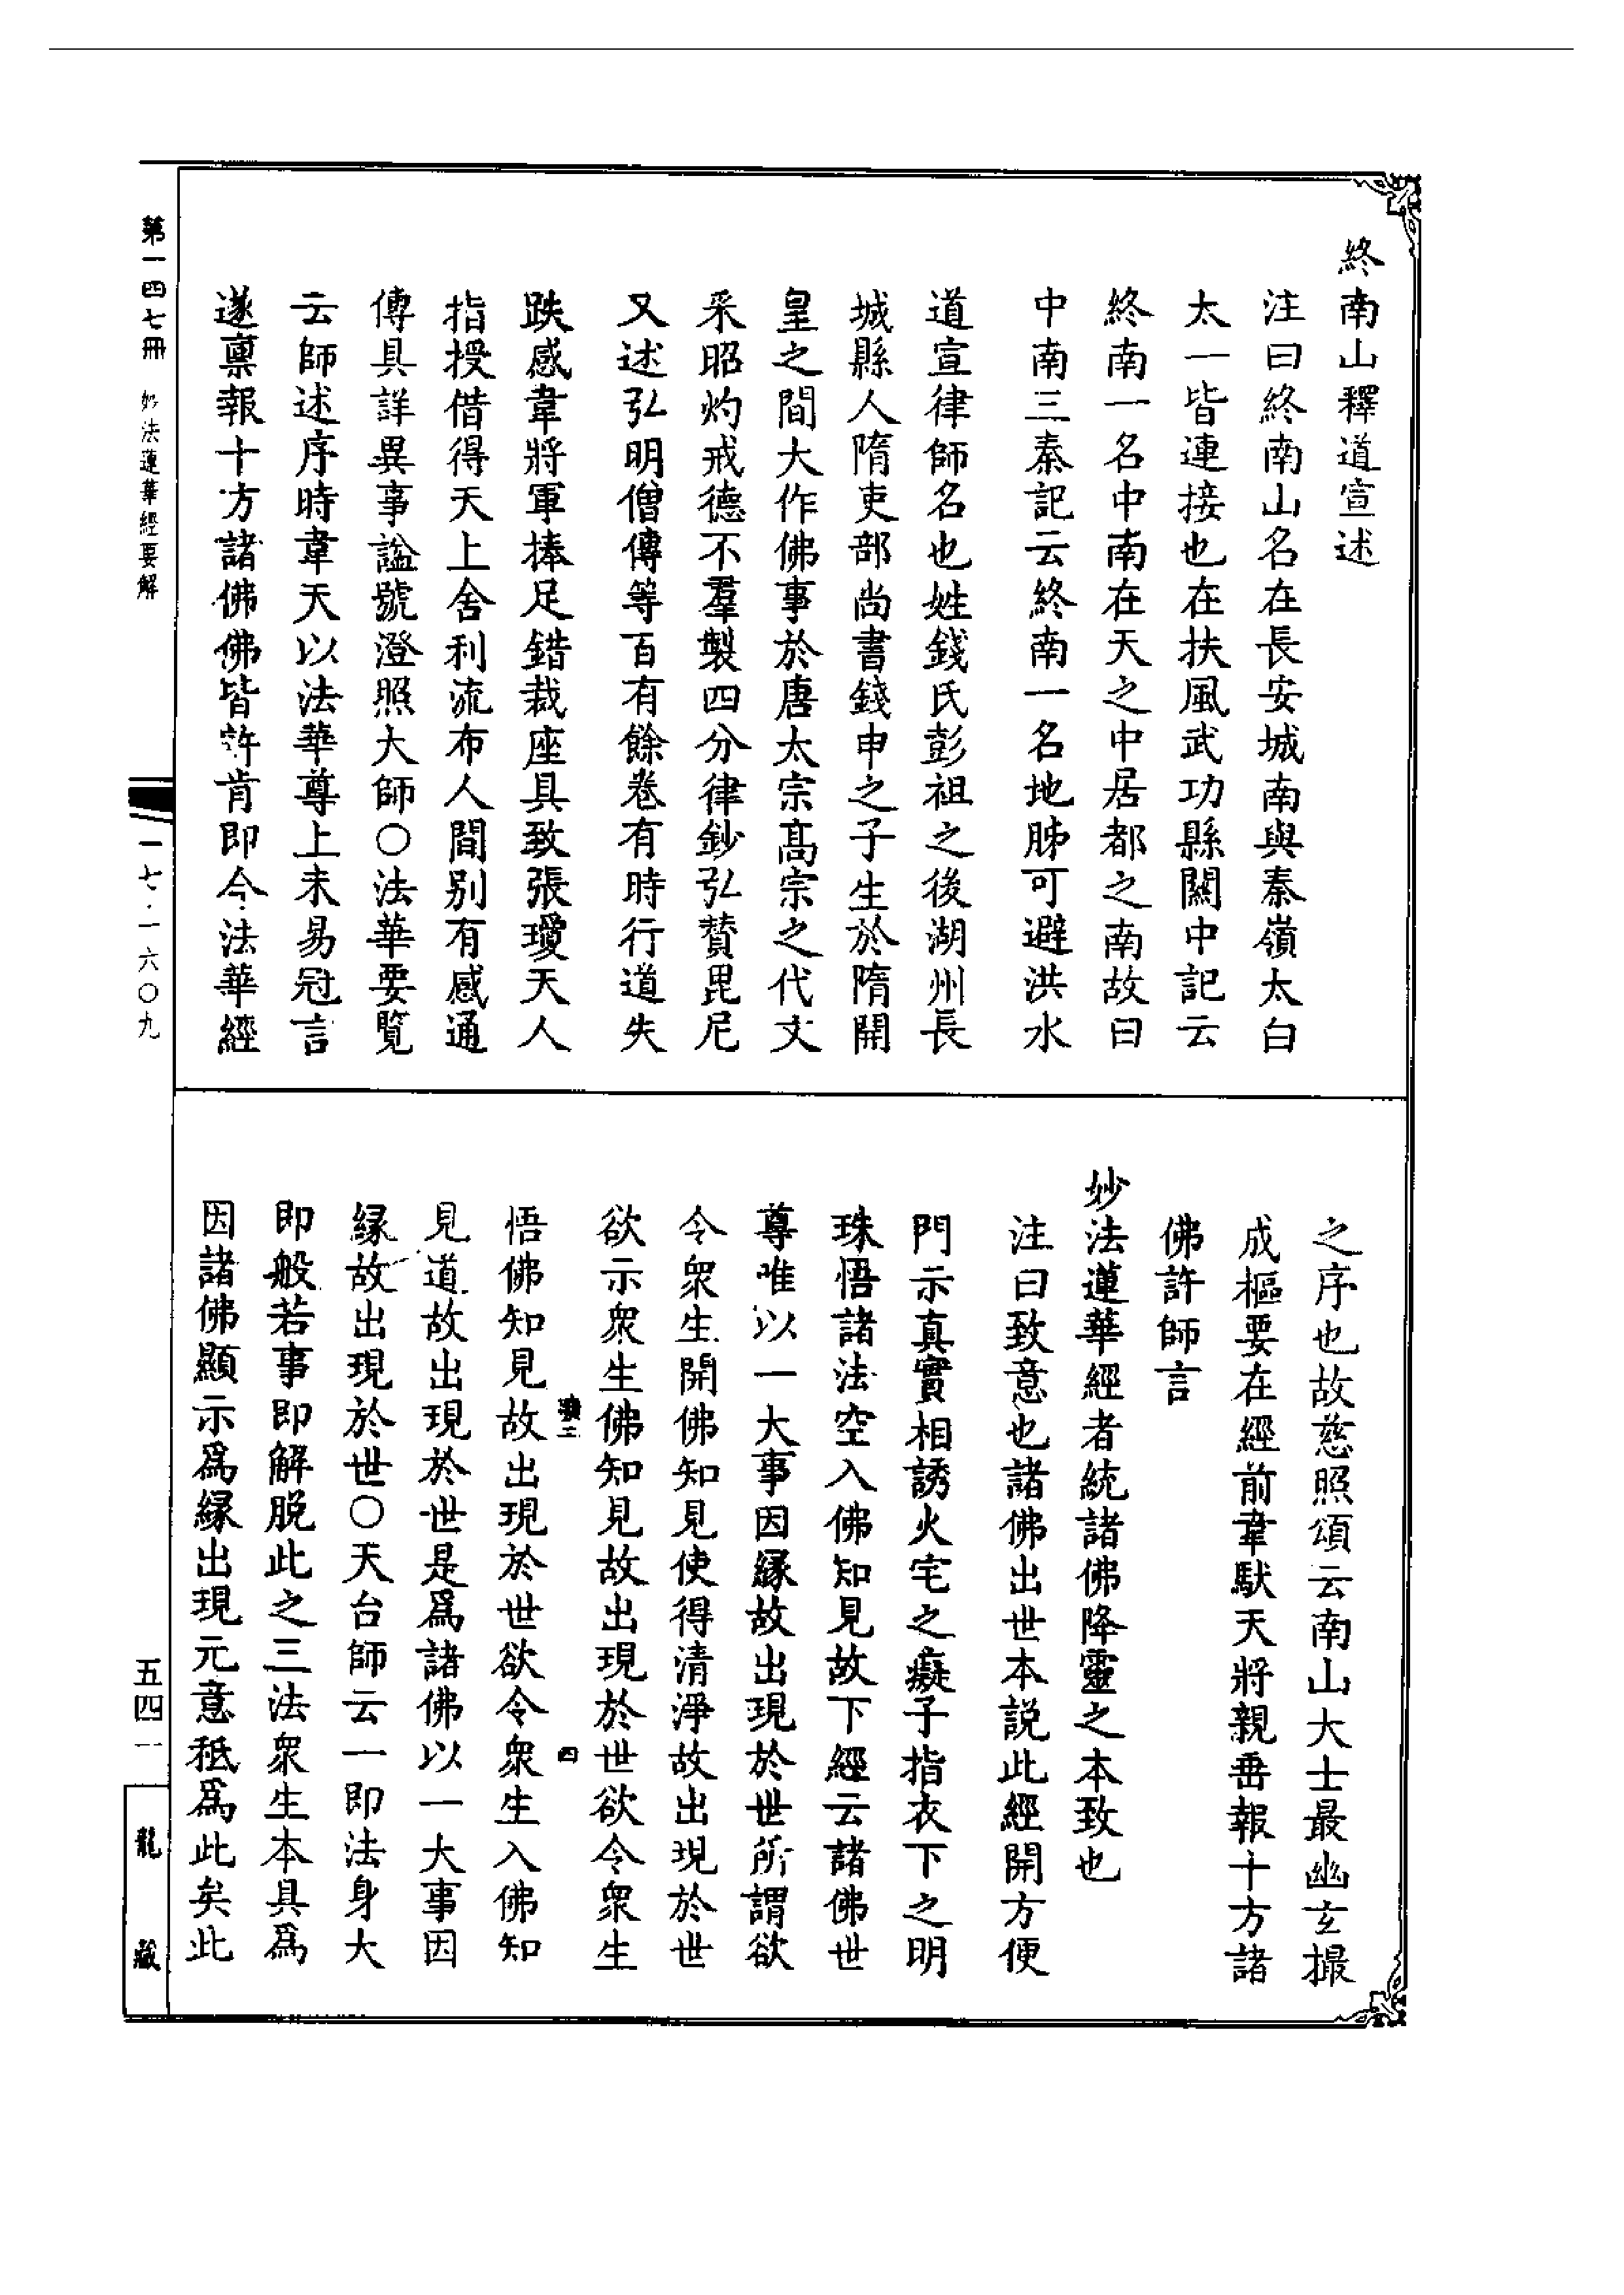 終南山釋道宣述
注曰終南山名在長安城南與秦嶺太白
太一皆連接也在扶風武功縣關中記云
終南一名中南在天之中居都之南故曰
中南三秦記云終南一名地肺可避洪水
道宣律師名也姓錢氏彭祖之後湖州長
城縣人隋吏部尚書錢申之子生於隋開
皇之間大作佛事於唐太宗髙宗之代文
采昭灼戒德不羣製四分律鈔弘贊毘尼
又述弘明僧傳等百有餘卷有時行道失
跌感韋將軍捧足錯裁座具致張瓊天人
指授借得天上舍利流布人間别有感通
傳具詳異事諡號澄照大師〇法華要覽
云師述序時韋天以法華尊上未易冠言
遂稟報十方諸佛佛皆許肯即今法華經
之序也故慈照頌云南山大士最幽玄撮
成樞要在經前韋馱天將親垂報十方諸
佛許師言
妙法蓮華經者統諸佛降靈之本致也
注曰致意也諸佛出世本説此經開方便
門示真實相誘火宅之癡子指衣下之明
珠悟諸法空入佛知見故下經云諸佛世
尊唯以一大事因縁故出現於世所謂欲
令衆生開佛知見使得清淨故出現於世
欲示衆生佛知見故出現於世欲令衆生
四
悟佛知見故出現於世欲令衆生入佛知
見道故出現於世是爲諸佛以一大事因
縁故出現於世〇天台師云一即法身大
即般若事即解脱此之三法衆生本具爲
因諸佛顯示爲縁出現元意秖爲此矣此
第一四七冊 妙法蓮華經要解
一七·一六〇九
五四一
龍藏